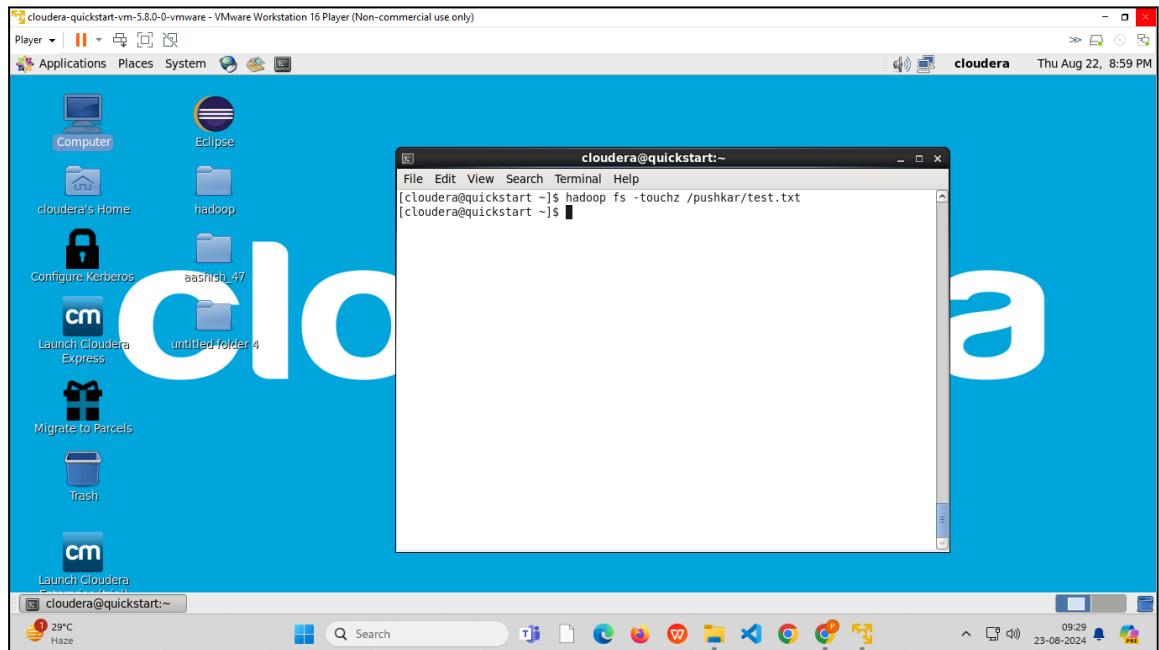 cloudera-quickstart-vm-5.8.0-0-vmware - VMware Workstation 16 Player (Non-commercial use only)
Player
Applications Places System cloudera Thu Aug 22, 8:59 PM
Computer
Eclipse
cloudera@quickstart:~
File Edit View Search Terminal Help
[cloudera@quickstart ~]$ hadoop fs -touchz /pushkar/test.txt
[cloudera@quickstart ~]$
cloudera's Home
hadoop
Configure Kerberos
aashish_47
clo
a
cm
Launch Cloudera
Express
untitled folder 4
Migrate to Parcels
Trash
cm
Launch Cloudera
cloudera@quickstart:~
1
29°C
Haze
Search
09:29
23-08-2024
PRE